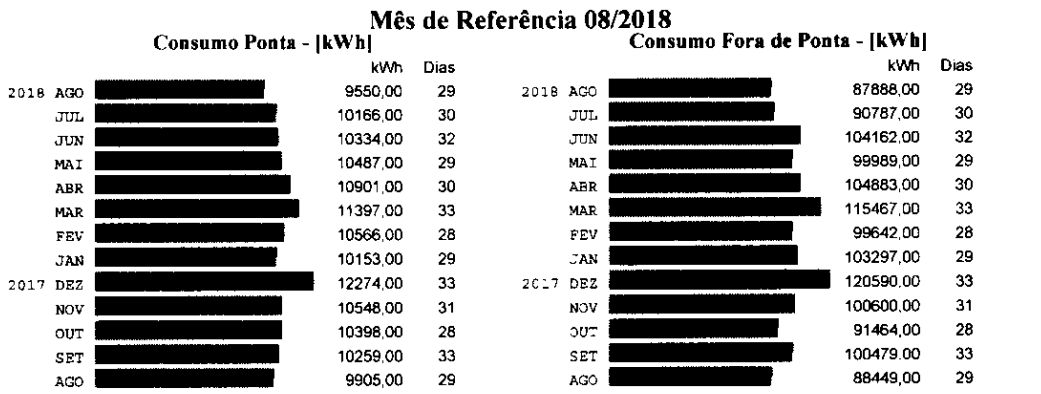 Mês de Referência 08/2018
Consumo Ponta - [kWh]
kWh Dias
2018 AGO 9550,00 29
JUL 10166,00 30
JUN 10334,00 32
MAI 10487,00 29
ABR 10901,00 30
MAR 11397,00 33
FEV 10566,00 28
JAN 10153,00 29
2017 DEZ 12274,00 33
NOV 10548,00 31
OUT 10398,00 28
SET 10259,00 33
AGO 9905,00 29
Consumo Fora de Ponta - [kWh]
kWh Dias
2018 AGO 87888,00 29
JUL 90787,00 30
JUN 104162,00 32
MAI 99989,00 29
ABR 104883,00 30
MAR 115467,00 33
FEV 99642,00 28
JAN 103297,00 29
2017 DEZ 120590,00 33
NOV 100600,00 31
OUT 91464,00 28
SET 100479,00 33
AGO 88449,00 29